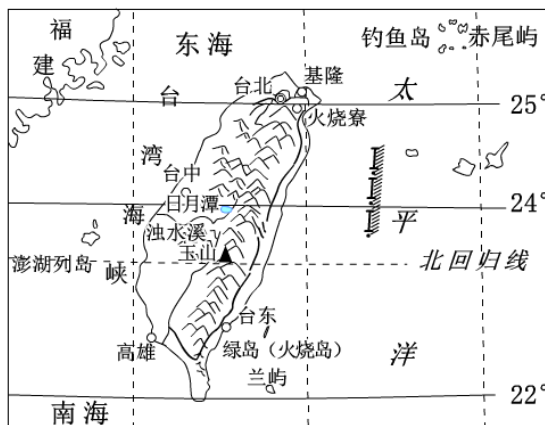 福建
东海
钓鱼岛
赤尾屿
台湾海峡
台北
基隆
太平洋
25°
火烧寮
台中
日月潭
24°
浊水溪
玉山
澎湖列岛
北回归线
台东
高雄
绿岛（火烧岛）
兰屿
22°
南海